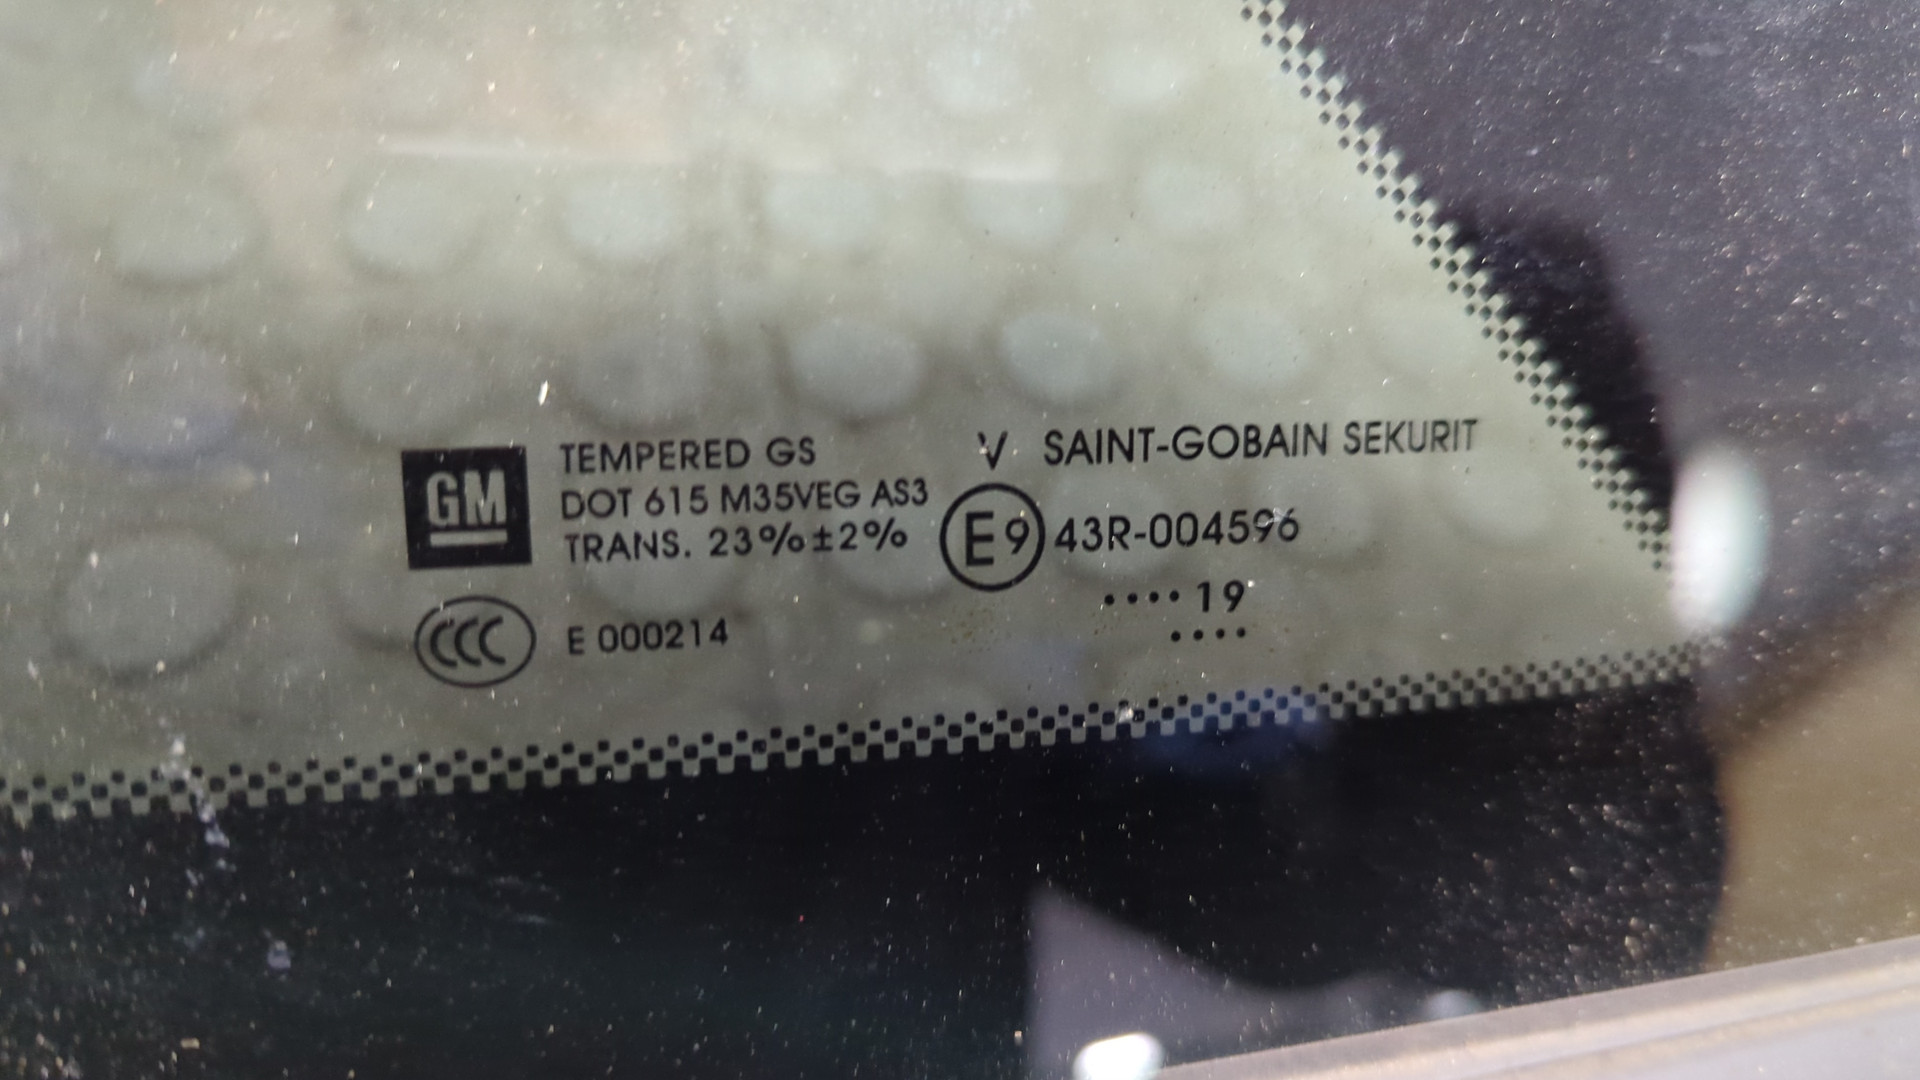 GM
TEMPERED GS
DOT 615 M35VEG AS3
TRANS. 23%±2%
CCC E 000214
V SAINT-GOBAIN SEKURIT
E9 43R-004596
•••• 19
••••